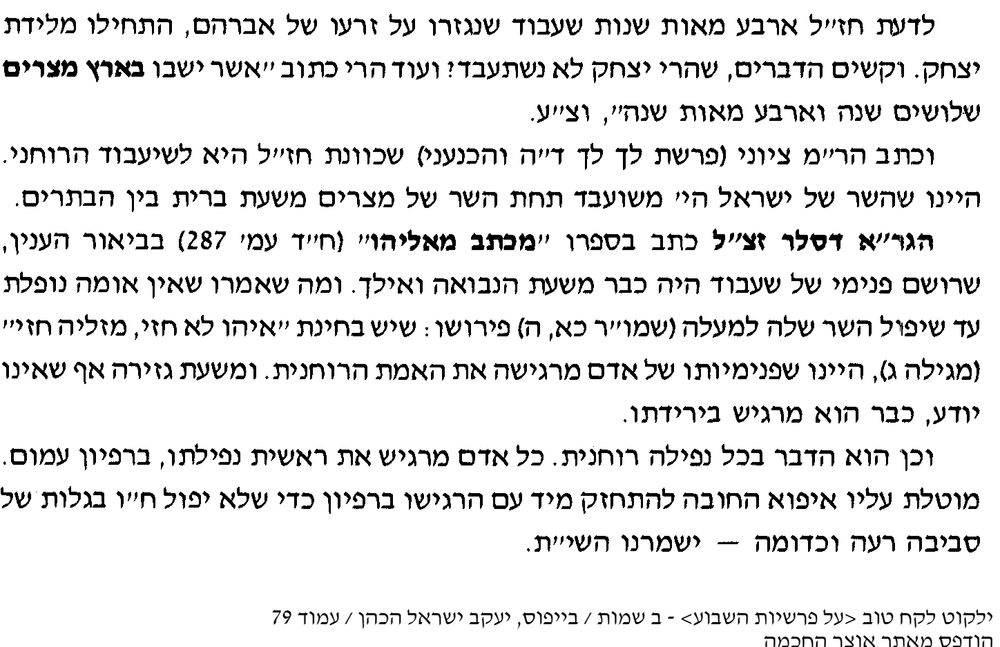 לדעת חז״ל ארבע מאות שנות שעבוד שנגזרו על זרעו של אברהם, התחילו מלידת
יצחק. וקשים הדברים, שהרי יצחק לא נשתעבד? ועוד הרי כתוב ״אשר ישבו בארץ מצרים
שלושים שנה וארבע מאות שנה״, וצ״ע.
וכתב הר״מ ציוני (פרשת לך לך ד״ה והכנעני) שכוונת חז״ל היא לשיעבוד הרוחני.
היינו שהשר של ישראל הי׳ משועבד תחת השר של מצרים משעת ברית בין הבתרים.
הגר״א דסלר זצ״ל כתב בספרו ״מכתב מאליהו״ (ח״ד עמ׳ 287) בביאור הענין,
שרושם פנימי של שעבוד היה כבר משעת הנבואה ואילך. ומה שאמרו שאין אומה נופלת
עד שיפול השר שלה למעלה (שמו״ר כא, ה) פירושו: שיש בחינת ״איהו לא חזי, מזליה חזי״
(מגילה ג), היינו שפנימיותו של אדם מרגישה את האמת הרוחנית. ומשעת גזירה אף שאינו
יודע, כבר הוא מרגיש בירידתו.
וכן הוא הדבר בכל נפילה רוחנית. כל אדם מרגיש את ראשית נפילתו, ברפיון עמום.
מוטלת עליו איפוא החובה להתחזק מיד עם הרגישו ברפיון כדי שלא יפול ח״ו בגלות של
סביבה רעה וכדומה — ישמרנו השי״ת.
ילקוט לקח טוב <על פרשיות השבוע> - ב שמות / בייפוס, יעקב ישראל הכהן / עמוד 79
הודפס מאתר אוצר החכמה